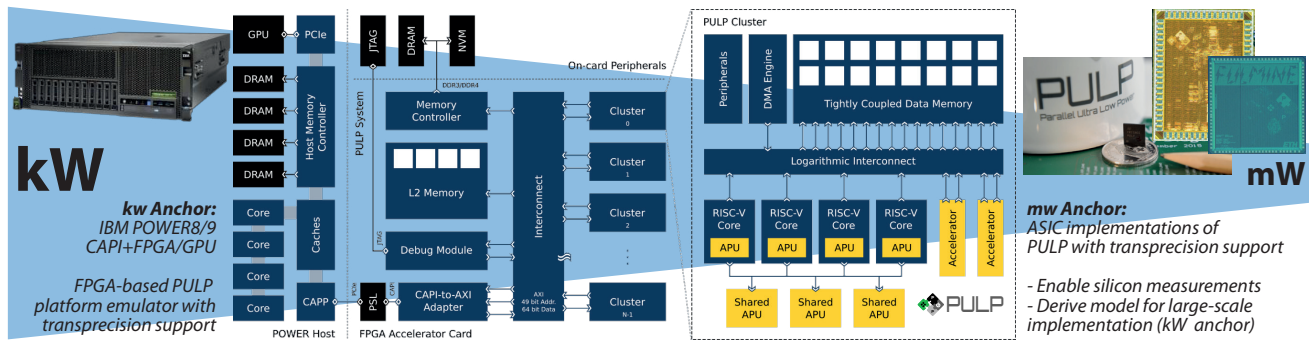 kW
kw Anchor:
IBM POWER8/9
CAPI+FPGA/GPU
FPGA-based PULP
platform emulator with
transprecision support
GPU
PCIe
DRAM
DRAM
DRAM
DRAM
Host Memory
Controller
Core
Core
Core
Core
Caches
CAPP
POWER Host
PCIe
PSL
CAPI
FPGA Accelerator Card
PULP System
JTAG
DRAM
NVM
On-card Peripherals
DDR3/DDR4
Memory
Controller
L2 Memory
JTAG
Debug Module
CAPI-to-AXI
Adapter
Interconnect
AXI
49 bit Addr.
64 bit Data
Cluster
0
Cluster
1
Cluster
2
Cluster
N-1
PULP Cluster
Peripherals
DMA Engine
Tightly Coupled Data Memory
Logarithmic Interconnect
RISC-V
Core
APU
RISC-V
Core
APU
RISC-V
Core
APU
RISC-V
Core
APU
Accelerator
Accelerator
Shared
APU
Shared
APU
Shared
APU
PULP
PULP
Parallel Ultra Low Power
FULMINE
mW
mw Anchor:
ASIC implementations of
PULP with transprecision support
- Enable silicon measurements
- Derive model for large-scale
implementation (kW anchor)